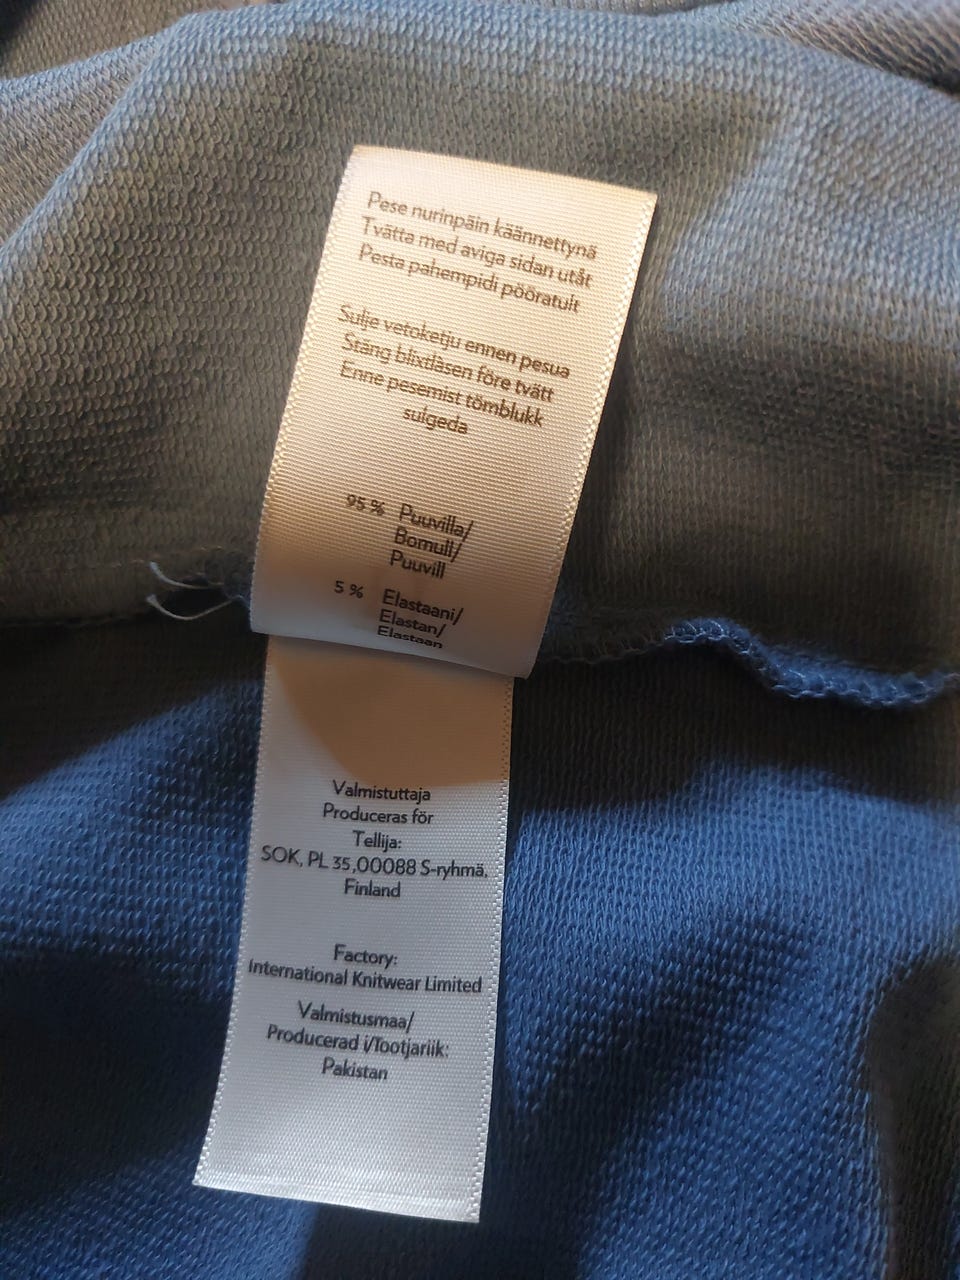 Pese nurinpäin käännettynä
Tvätta med aviga sidan utåt
Pesta pahempidi pööratult
Sulje vetoketju ennen pesua
Stäng blixtlåsen före tvätt
Enne pesemist tõmblukk
sulgeda
95 % Puuvilla/
Bomull/
Puuvill
5 % Elastaani/
Elastan/
Elastaan
Valmistuttaja
Produceras för
Tellija:
SOK, PL 35,00088 S-ryhmä,
Finland
Factory:
International Knitwear Limited
Valmistusmaa/
Producerad i/Tootjariik:
Pakistan